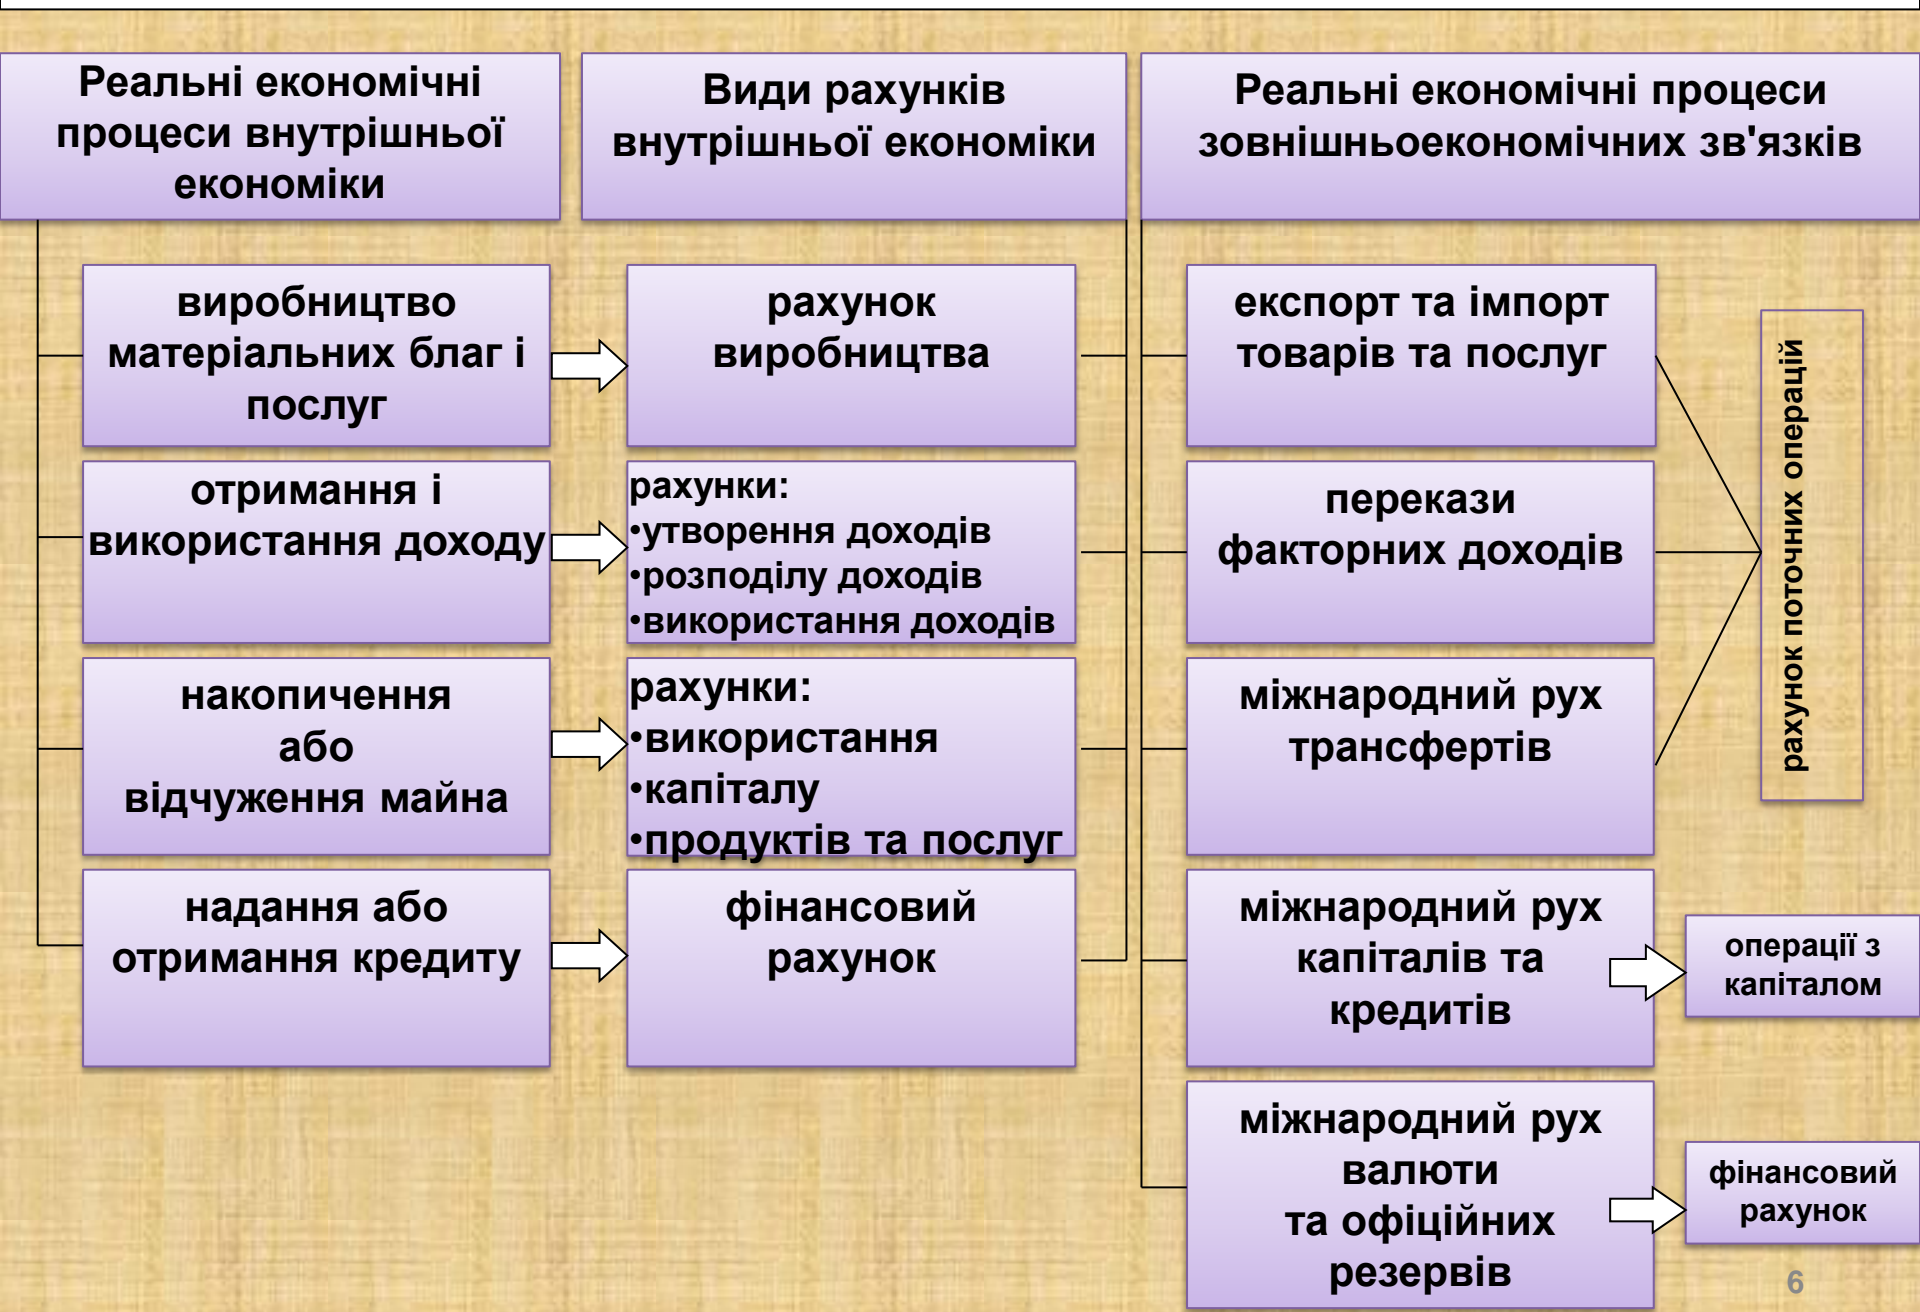 Реальні економічні
процеси внутрішньої
економіки
Види рахунків
внутрішньої економіки
Реальні економічні процеси
зовнішньоекономічних зв'язків
виробництво
матеріальних благ і
послуг
рахунок
виробництва
експорт та імпорт
товарів та послуг
отримання і
використання доходу
рахунки:
•утворення доходів
•розподілу доходів
•використання доходів
перекази
факторних доходів
рахунок поточних операцій
накопичення
або
відчуження майна
рахунки:
•використання
•капіталу
•продуктів та послуг
міжнародний рух
трансфертів
надання або
отримання кредиту
фінансовий
рахунок
міжнародний рух
капіталів та
кредитів
операції з
капіталом
міжнародний рух
валюти
та офіційних
резервів
фінансовий
рахунок
6